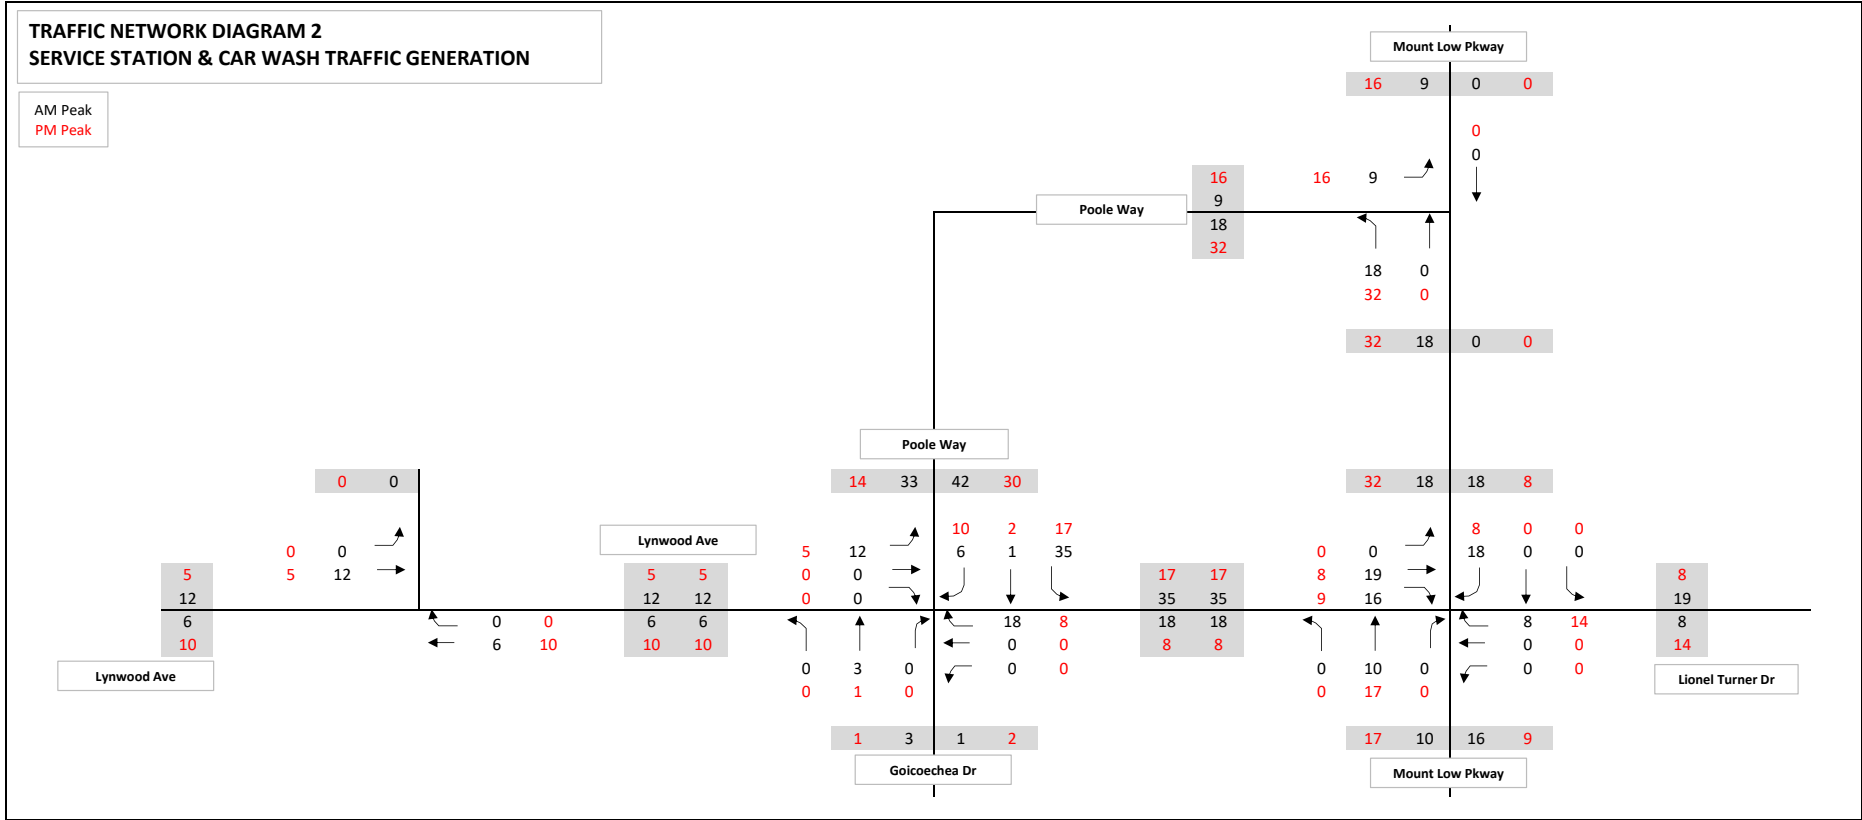 TRAFFIC NETWORK DIAGRAM 2
SERVICE STATION & CAR WASH TRAFFIC GENERATION
AM Peak
PM Peak
Mount Low Pkway
16 9 0 0
0
0
16 16 9
9
Poole Way
18
32
18 0
32 0
32 18 0 0
Poole Way
0 0
14 33 42 30
32 18 18 8
Lynwood Ave
10 2 17
8 0 0
0 0
5 12
6 1 35
0 0
18 0 0
5 12
5
5 5
0 0
17 17
8 19
8
12
12 12
0 0
35 35
9 16
19
6
0 0
6 6
18 8
18 18
8 14
8
10
6 10
10 10
0 0
8 8
0 0
14
Lynwood Ave
0 3 0
0 0
0 10 0
0 0
Lionel Turner Dr
0 1 0
0 17 0
1 3 1 2
17 10 16 9
Goicoechea Dr
Mount Low Pkway